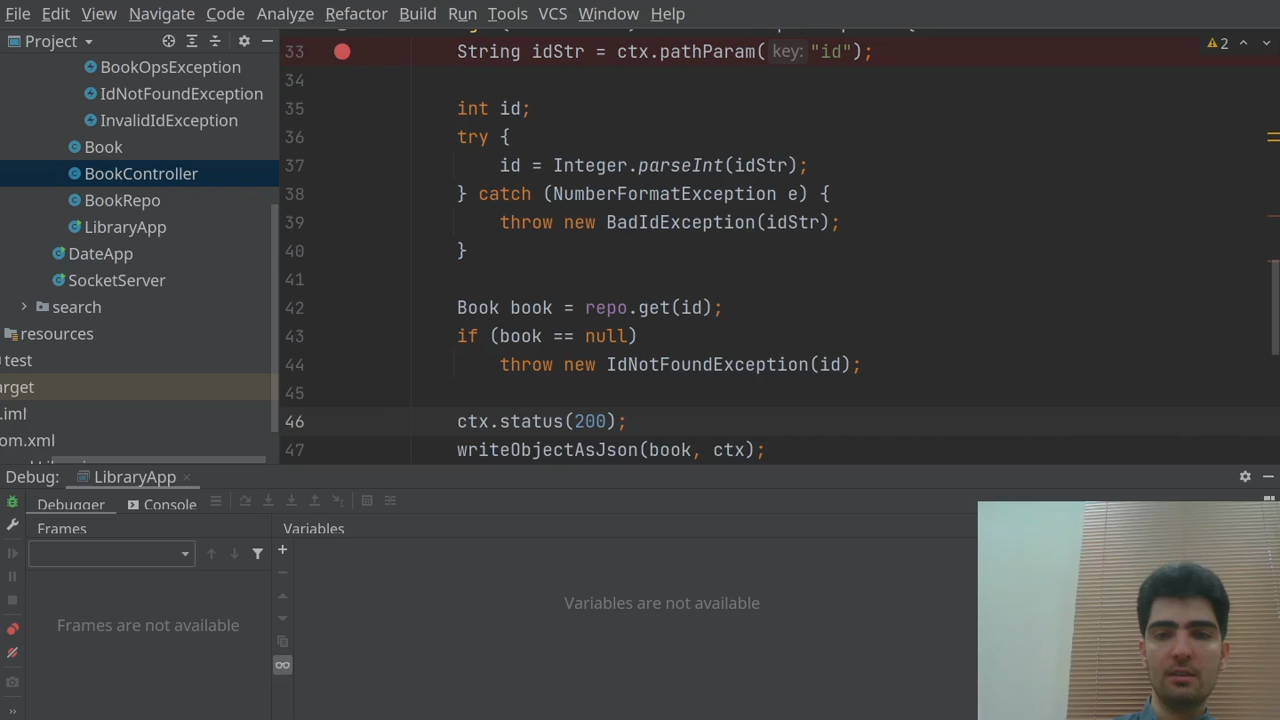 File Edit View Navigate Code Analyze Refactor Build Run Tools VCS Window Help
Project
BookOpsException
IdNotFoundException
InvalidIdException
Book
BookController
BookRepo
LibraryApp
DateApp
SocketServer
search
resources
test
arget
.iml
om.xml
2
33 String idStr = ctx.pathParam( key: "id");
34
35 int id;
36 try {
37 id = Integer.parseInt(idStr);
38 } catch (NumberFormatException e) {
39 throw new BadIdException(idStr);
40 }
41
42 Book book = repo.get(id);
43 if (book == null)
44 throw new IdNotFoundException(id);
45
46 ctx.status(200);
47 writeObjectAsJson(book, ctx);
Debug: LibraryApp
Debugger Console
Frames Variables
Frames are not available
Variables are not available